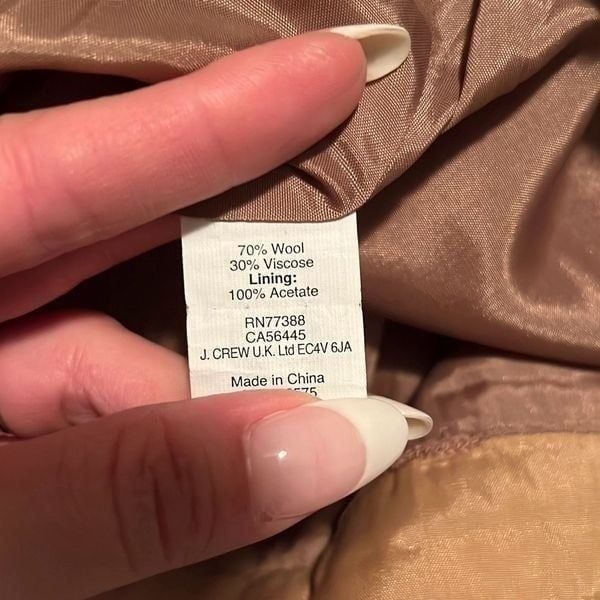 70% Wool
30% Viscose
Lining:
100% Acetate
RN77388
CA56445
J. CREW U.K. Ltd EC4V 6JA
Made in China